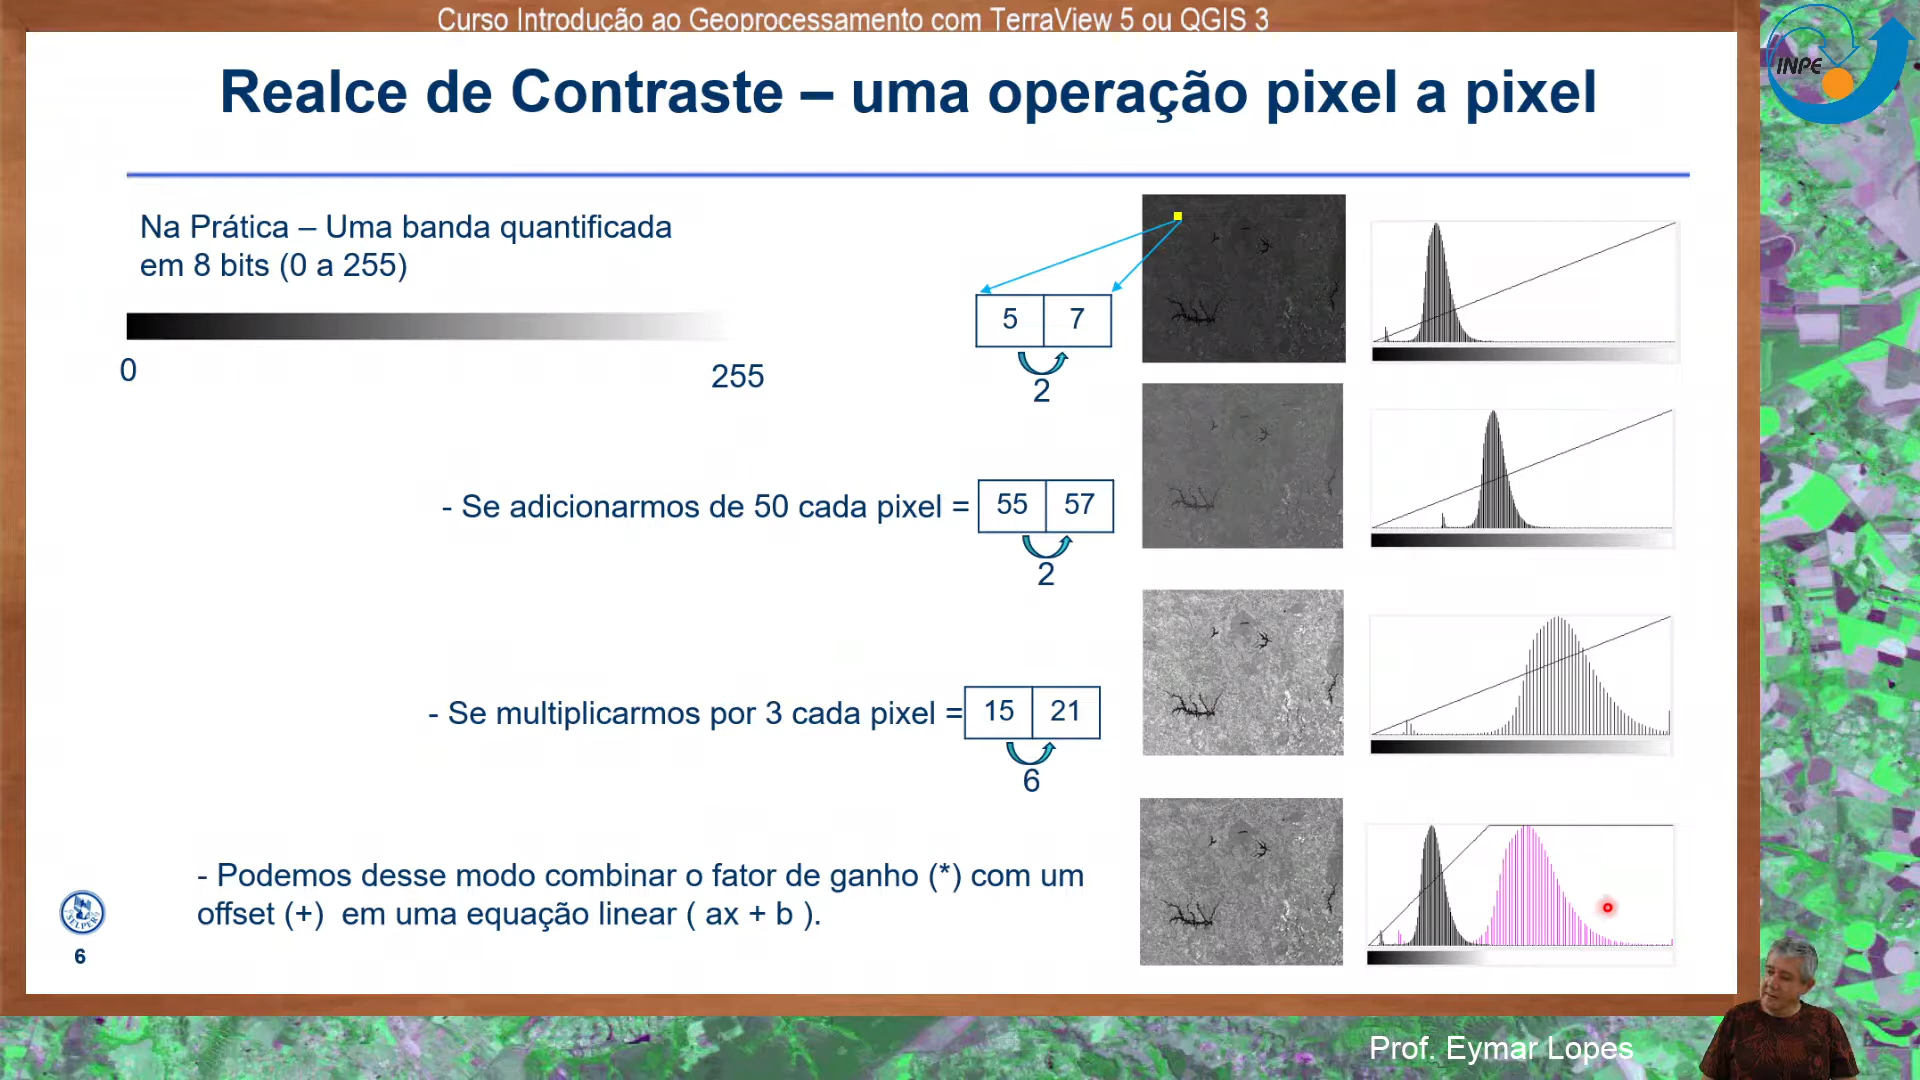 Curso Introdução ao Geoprocessamento com TerraView 5 ou QGIS 3
INPE
Realce de Contraste – uma operação pixel a pixel
Na Prática – Uma banda quantificada
em 8 bits (0 a 255)
0
255
5 7
2
- Se adicionarmos de 50 cada pixel = 55 57
2
- Se multiplicarmos por 3 cada pixel = 15 21
6
- Podemos desse modo combinar o fator de ganho (*) com um
offset (+) em uma equação linear ( ax + b ).
SELPER
6
Prof. Eymar Lopes